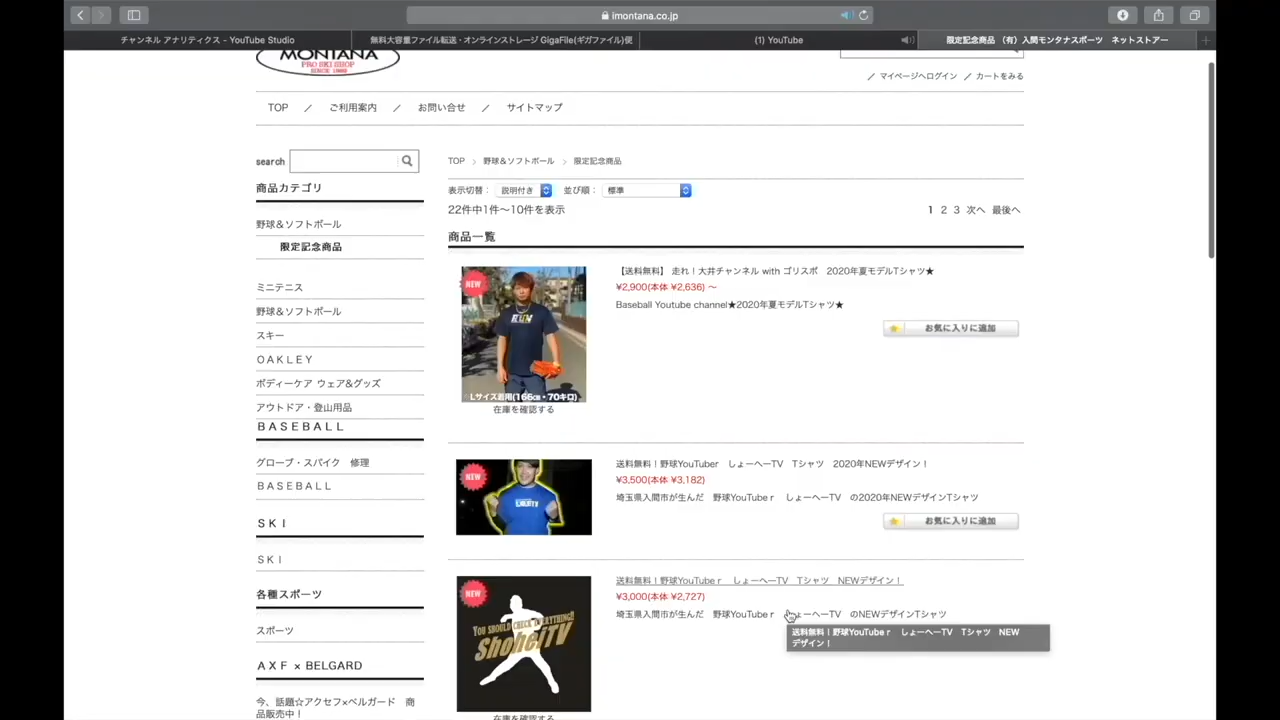 imontana.co.jp
チャンネル アナリティクス - YouTube Studio
無料大容量ファイル転送・オンラインストレージ GigaFile(ギガファイル)便
(1) YouTube
限定記念商品 （有）入間モンタナスポーツ　ネットストアー
MONTANA
PRO SKI SHOP
／ マイページへログイン ／ カートをみる
TOP ／ ご利用案内 ／ お問い合せ ／ サイトマップ
search
商品カテゴリ
野球＆ソフトボール
限定記念商品
ミニテニス
野球＆ソフトボール
スキー
ＯＡＫＬＥＹ
ボディーケア ウェア&グッズ
アウトドア・登山用品
ＢＡＳＥＢＡＬＬ
グローブ・スパイク　修理
ＢＡＳＥＢＡＬＬ
ＳＫＩ
ＳＫＩ
各種スポーツ
スポーツ
ＡＸＦ × BELGARD
今、話題☆アクセフ×ベルガード　商
品販売中！
TOP > 野球＆ソフトボール > 限定記念商品
表示切替： 説明付き 並び順： 標準
22件中1件〜10件を表示
1 2 3 次へ 最後へ
商品一覧
NEW
RUN
Lサイズ着用(166㎝・70キロ)
在庫を確認する
【送料無料】 走れ！大井チャンネル with ゴリスポ　2020年夏モデルTシャツ★
¥2,900(本体 ¥2,636) 〜
Baseball Youtube channel★2020年夏モデルTシャツ★
お気に入りに追加
NEW
送料無料！野球YouTuber　しょーへーTV　Tシャツ　2020年NEWデザイン！
¥3,500(本体 ¥3,182)
埼玉県入間市が生んだ　野球YouTubeｒ　しょーへーTV　の2020年NEWデザインTシャツ
お気に入りに追加
NEW
YOU SHOULD CHECK EVERYTHING!!
ShoheiTV
在庫を確認する
送料無料！野球YouTubeｒ　しょーへーTV　Tシャツ　NEWデザイン！
¥3,000(本体 ¥2,727)
埼玉県入間市が生んだ　野球YouTubeｒ　しょーへーTV　のNEWデザインTシャツ
送料無料！野球YouTubeｒ　しょーへーTV　Tシャツ　NEW
デザイン！